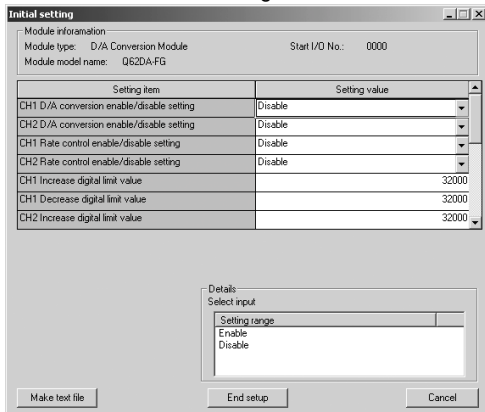 Initial setting
Module inforamation
Module type: D/A Conversion Module Start I/O No.: 0000
Module model name: Q62DA-FG
Setting item Setting value
CH1 D/A conversion enable/disable setting Disable
CH2 D/A conversion enable/disable setting Disable
CH1 Rate control enable/disable setting Disable
CH2 Rate control enable/disable setting Disable
CH1 Increase digital limit value 32000
CH1 Decrease digital limit value 32000
CH2 Increase digital limit value 32000
Details
Select input
Setting range
Enable
Disable
Make text file End setup Cancel